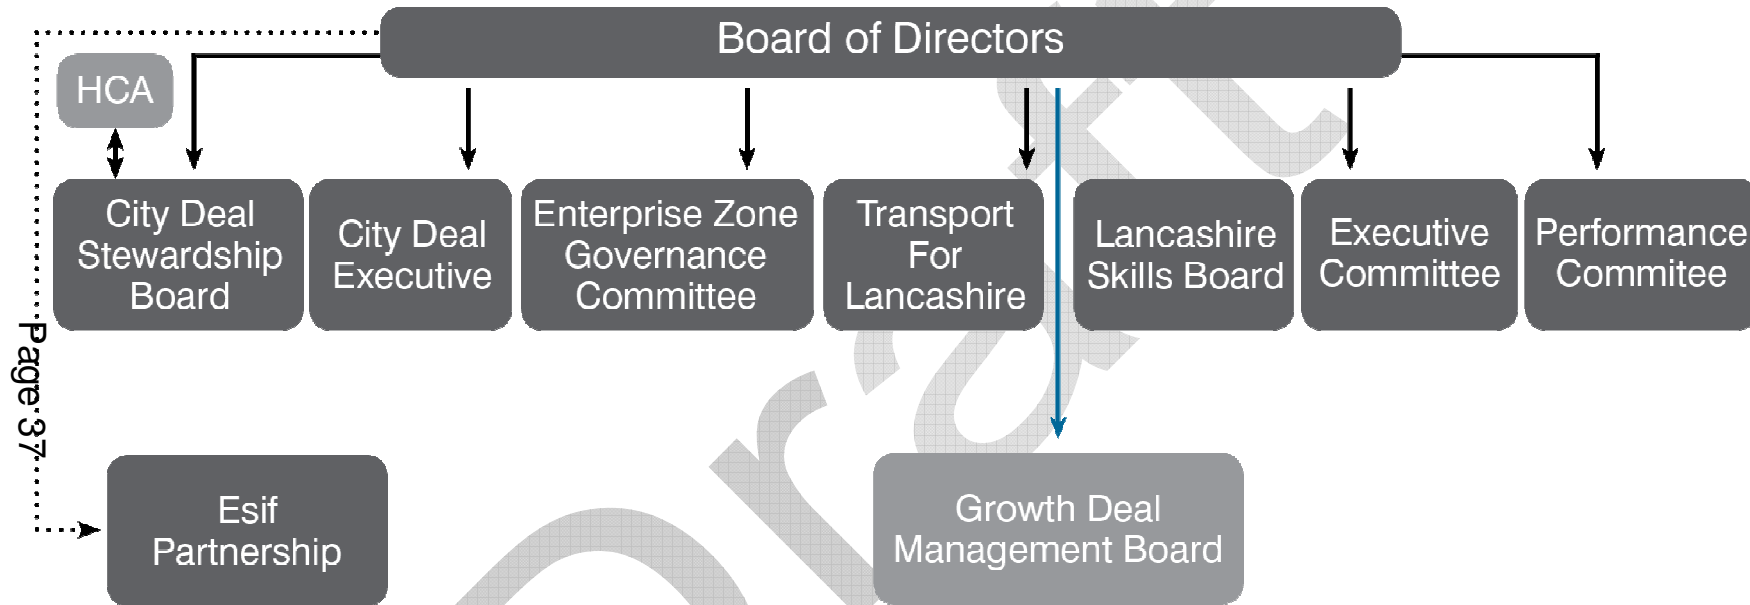 Board of Directors
HCA
City Deal
Stewardship
Board
City Deal
Executive
Enterprise Zone
Governance
Committee
Transport
For
Lancashire
Lancashire
Skills Board
Executive
Committee
Performance
Commitee
Page 37
Esif
Partnership
Growth Deal
Management Board
Draft